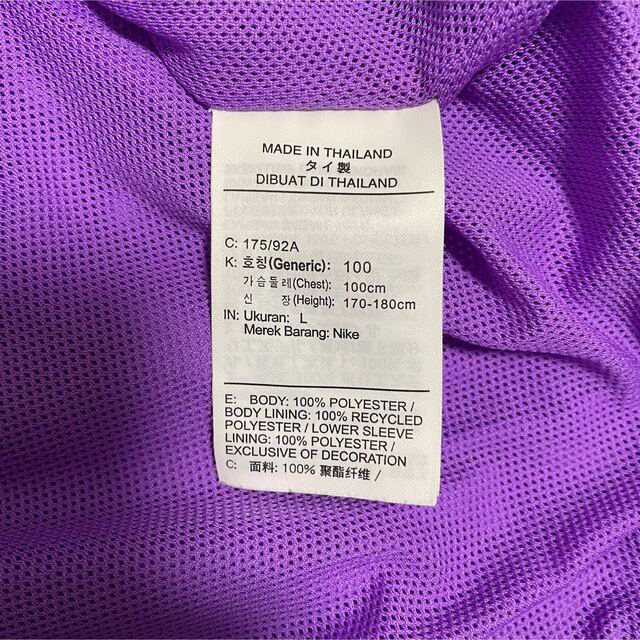 MADE IN THAILAND
タイ製
DIBUAT DI THAILAND
C: 175/92A
K: 호칭(Generic): 100
가슴둘레(Chest): 100cm
신 장(Height): 170-180cm
IN: Ukuran: L
Merek Barang: Nike
E: BODY: 100% POLYESTER /
BODY LINING: 100% RECYCLED
POLYESTER / LOWER SLEEVE
LINING: 100% POLYESTER /
EXCLUSIVE OF DECORATION
C: 面料: 100% 聚酯纤维 /